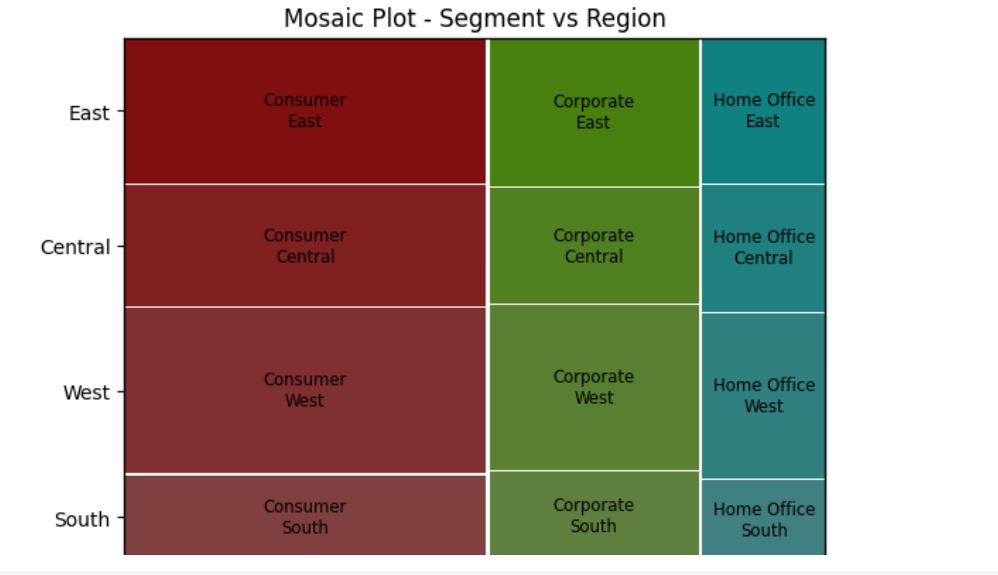 Mosaic Plot - Segment vs Region
East
Consumer
East
Corporate
East
Home Office
East
Central
Consumer
Central
Corporate
Central
Home Office
Central
West
Consumer
West
Corporate
West
Home Office
West
South
Consumer
South
Corporate
South
Home Office
South